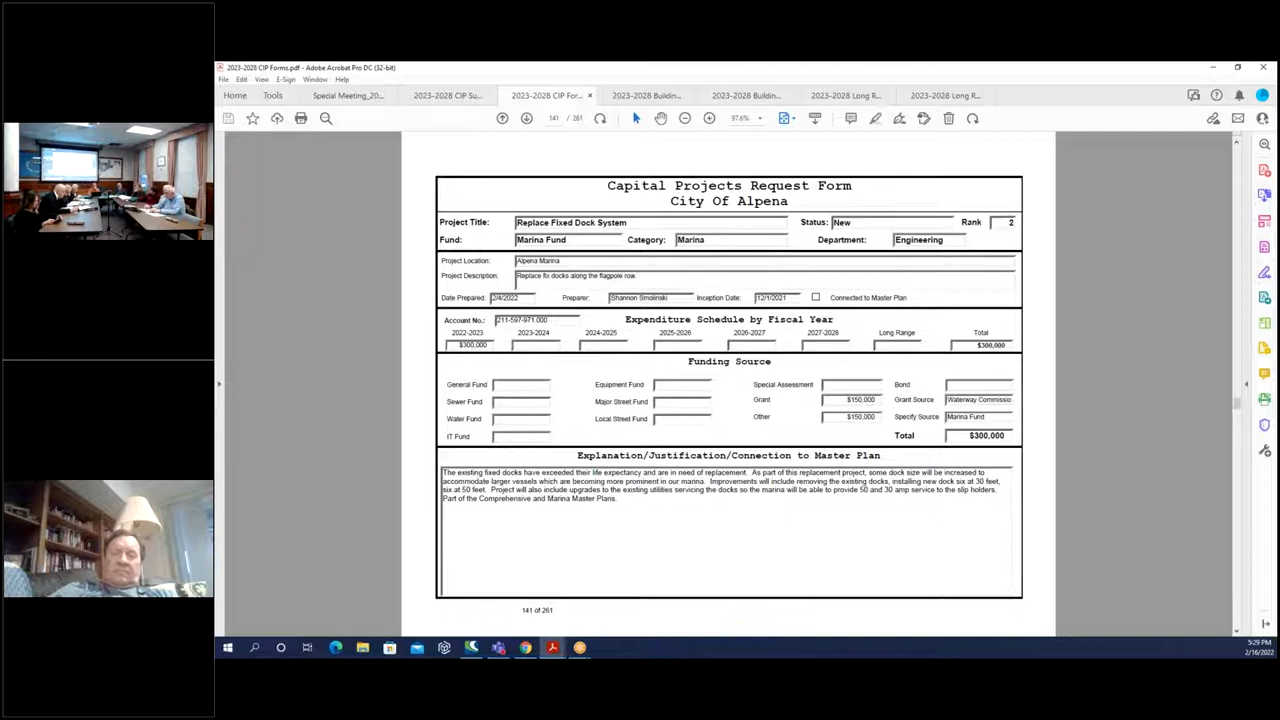 2023-2028 CIP Forms.pdf - Adobe Acrobat Pro DC (32-bit)
File Edit View E-Sign Window Help
Home Tools Special Meeting_20... 2023-2028 CIP Su... 2023-2028 CIP For... × 2023-2028 Buildin... 2023-2028 Buildin... 2023-2028 Long R... 2023-2028 Long R...
141 / 261 97.6%
Capital Projects Request Form
City Of Alpena
Project Title: Replace Fixed Dock System Status: New Rank 2
Fund: Marina Fund Category: Marina Department: Engineering
Project Location: Alpena Marina
Project Description: Replace fix docks along the flagpole row.
Date Prepared: 2/4/2022 Preparer: Shannon Smolinski Inception Date: 12/1/2021 Connected to Master Plan
Account No.: 211-597-971.000 Expenditure Schedule by Fiscal Year
2022-2023 2023-2024 2024-2025 2025-2026 2026-2027 2027-2028 Long Range Total
$300,000 $300,000
Funding Source
General Fund Equipment Fund Special Assessment Bond
Sewer Fund Major Street Fund Grant $150,000 Grant Source Waterway Commissio
Water Fund Local Street Fund Other $150,000 Specify Source Marina Fund
IT Fund Total $300,000
Explanation/Justification/Connection to Master Plan
The existing fixed docks have exceeded their life expectancy and are in need of replacement. As part of this replacement project, some dock size will be increased to
accommodate larger vessels which are becoming more prominent in our marina. Improvements will include removing the existing docks, installing new dock six at 30 feet,
six at 50 feet. Project will also include upgrades to the existing utilities servicing the docks so the marina will be able to provide 50 and 30 amp service to the slip holders.
Part of the Comprehensive and Marina Master Plans.
141 of 261
5:29 PM
2/16/2022